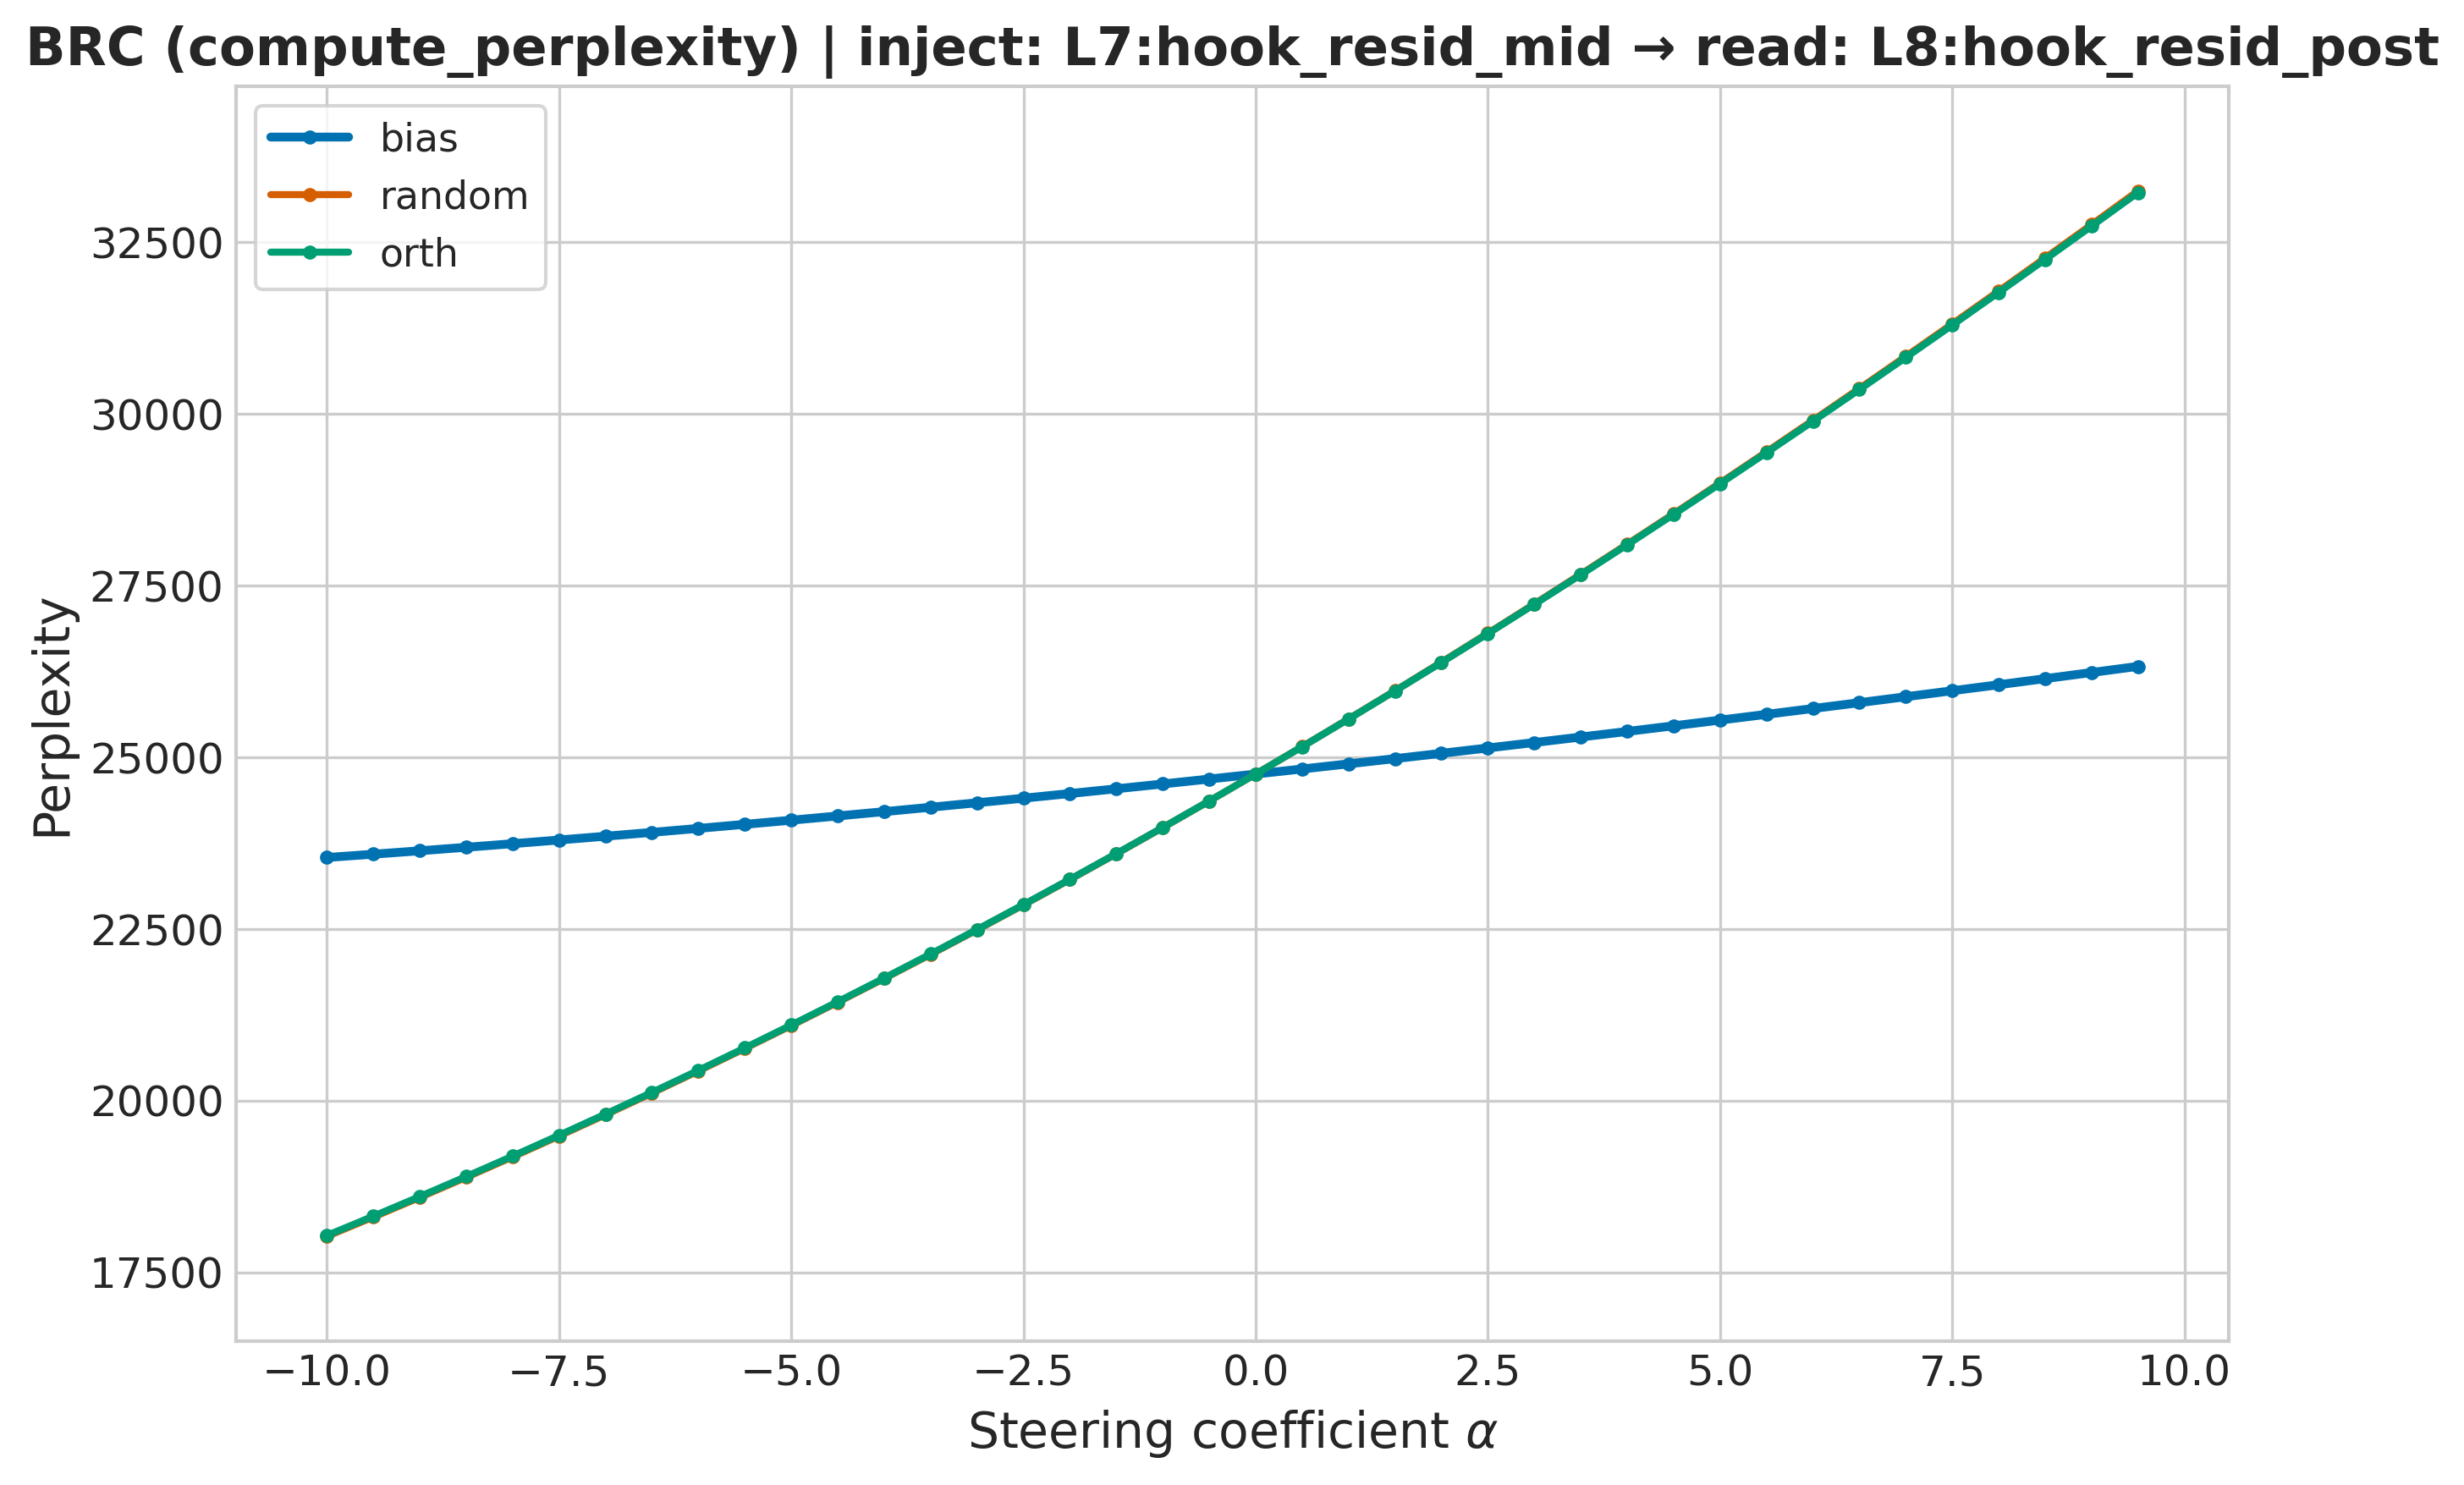 BRC (compute_perplexity) | inject: L7:hook_resid_mid → read: L8:hook_resid_post
bias
random
orth
Perplexity
32500
30000
27500
25000
22500
20000
17500
−10.0 −7.5 −5.0 −2.5 0.0 2.5 5.0 7.5 10.0
Steering coefficient α